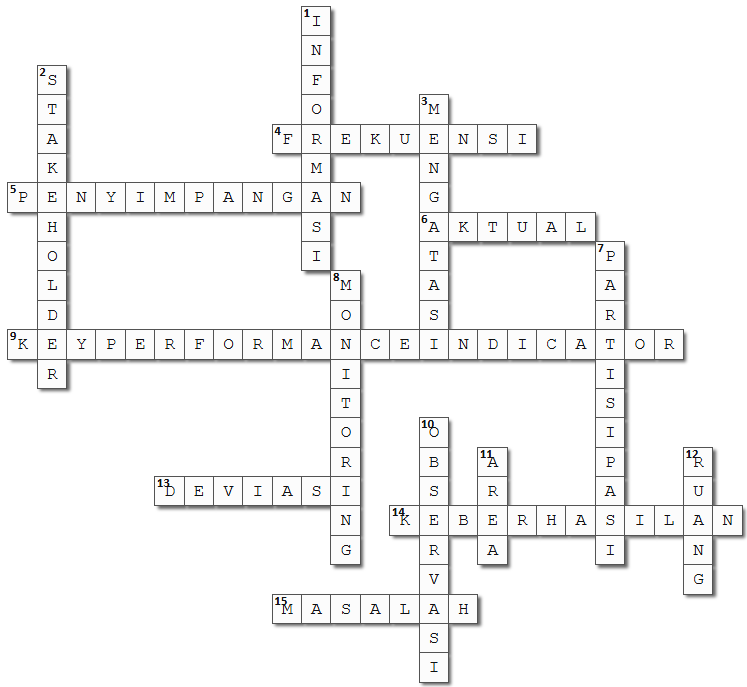 1 INFORMASI
2 STAKEHOLDER
3 MENGATASI
4 FREKUENSI
5 PENYIMPANGAN
6 AKTUAL
7 PARTISIPASI
8 MONITORING
9 KEYPERFORMANCEINDICATOR
10 OBSERVASI
11 AREA
12 RUANG
13 DEVIASI
14 KEBERHASILAN
15 MASALAH